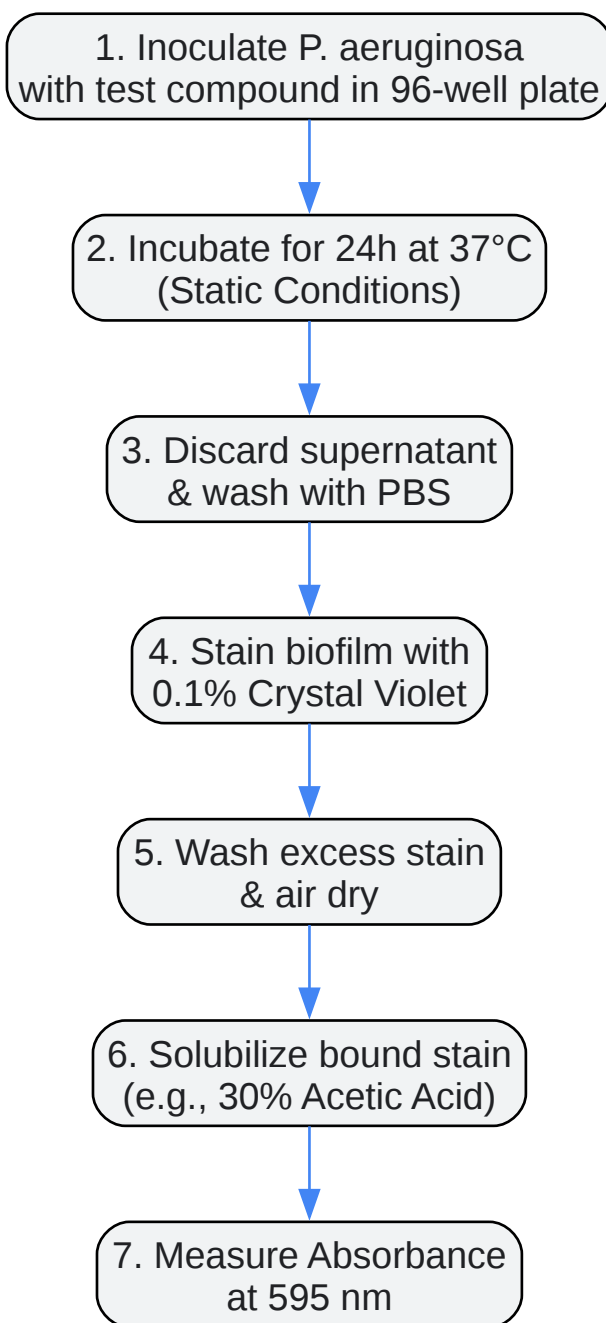 1. Inoculate P. aeruginosa
with test compound in 96-well plate
2. Incubate for 24h at 37°C
(Static Conditions)
3. Discard supernatant
& wash with PBS
4. Stain biofilm with
0.1% Crystal Violet
5. Wash excess stain
& air dry
6. Solubilize bound stain
(e.g., 30% Acetic Acid)
7. Measure Absorbance
at 595 nm